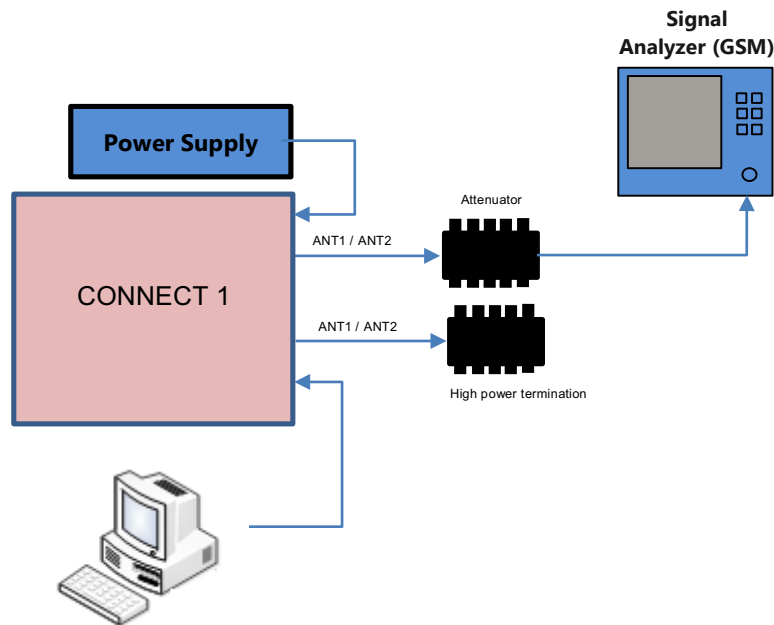 Signal
Analyzer (GSM)
Power Supply
Attenuator
ANT1 / ANT2
CONNECT 1
ANT1 / ANT2
High power termination